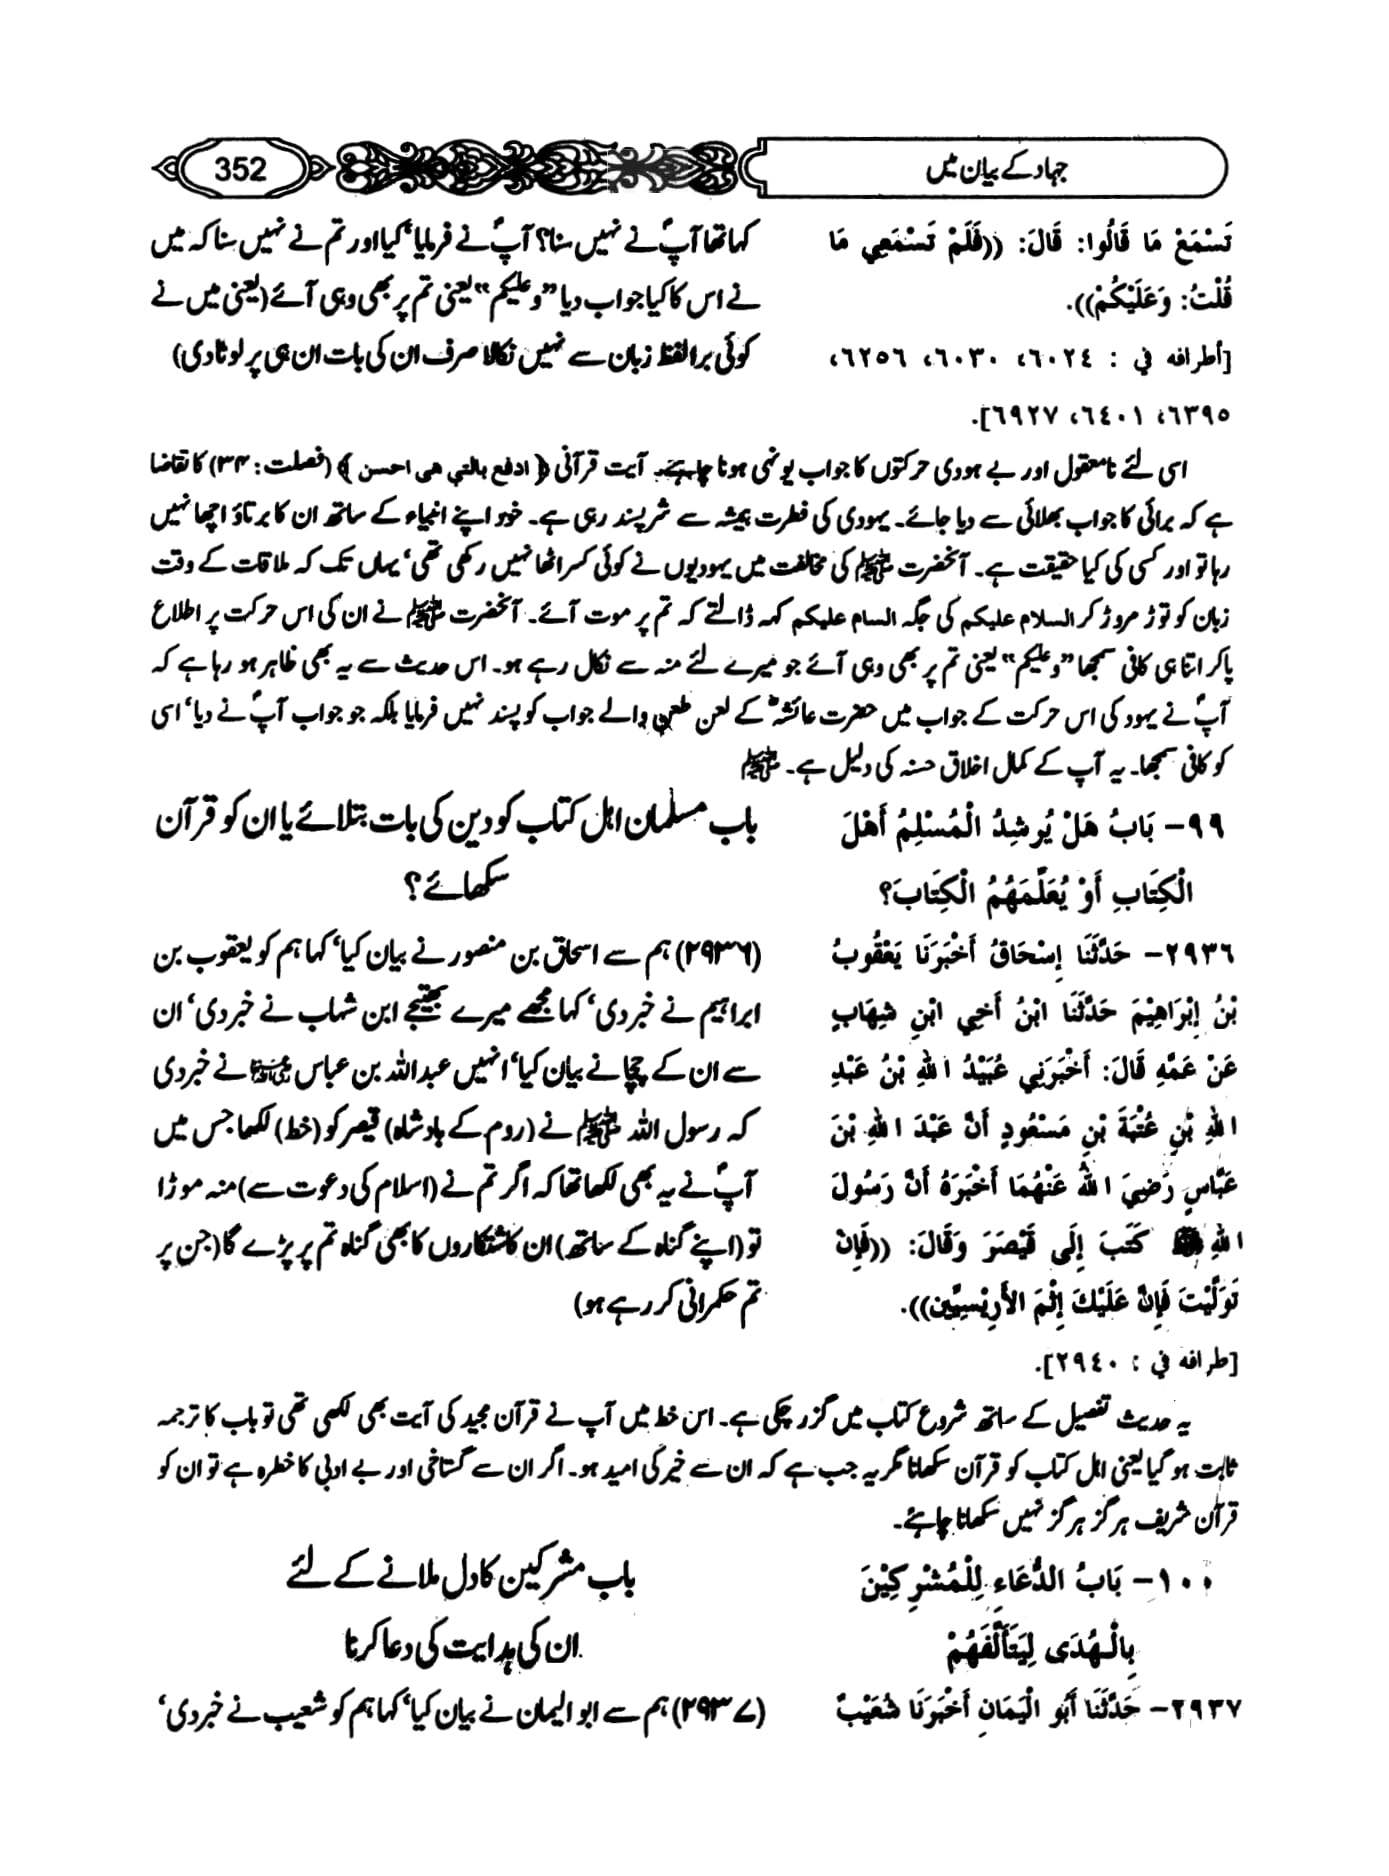 جہاد کے بیان میں
352
تَسْمَعْ مَا قَالُوا: قَالَ: ((فَلَمْ تَسْمَعِي مَا
قُلْتُ: وَعَلَيْكُمْ)).
[أطرافه في : ٦٠٢٤، ٦٠٣٠، ٦٢٥٦،
٦٣٩٥، ٦٤٠١، ٦٩٢٧].
کہا تھا آپؐ نے نہیں سنا؟ آپؐ نے فرمایا‘ کیا اور تم نے نہیں سنا کہ میں
نے اس کا کیا جواب دیا ”وعلیکم“ یعنی تم پر بھی وہی آئے (یعنی میں نے
کوئی برا لفظ زبان سے نہیں نکالا صرف ان کی بات ان ہی پر لوٹا دی)
اسی لئے نامعقول اور بے ہودی حرکتوں کا جواب یونہی ہونا چاہئے۔ آیت قرآنی ﴿ ادفع بالتي هي احسن ﴾ (فصلت: ۳۴) کا تقاضا
ہے کہ برائی کا جواب بھلائی سے دیا جائے۔ یہودی کی فطرت ہمیشہ سے شر پسند رہی ہے۔ خود اپنے انبیاء کے ساتھ ان کا برتاؤ اچھا نہیں
رہا تو اور کسی کی کیا حقیقت ہے۔ آنحضرت ﷺ کی مخالفت میں یہودیوں نے کوئی کسر اٹھا نہیں رکھی تھی‘ یہاں تک کہ ملاقات کے وقت
زبان کو توڑ مروڑ کر السلام علیکم کی جگہ السام علیکم کہہ ڈالتے کہ تم پر موت آئے۔ آنحضرت ﷺ نے ان کی اس حرکت پر اطلاع
پاکر اتنا ہی کافی سمجھا ”وعلیکم“ یعنی تم پر بھی وہی آئے جو میرے لئے منہ سے نکال رہے ہو۔ اس حدیث سے یہ بھی ظاہر ہو رہا ہے کہ
آپؐ نے یہود کی اس حرکت کے جواب میں حضرت عائشہؓ کے لعن طعن والے جواب کو پسند نہیں فرمایا بلکہ جو جواب آپؐ نے دیا‘ اسی
کو کافی سمجھا۔ یہ آپ کے کمال اخلاق حسنہ کی دلیل ہے۔ ﷺ
٩٩- بَابُ هَلْ يُرشِدُ الْمُسْلِمُ أَهْلَ
الْكِتَابِ أَوْ يُعَلِّمَهُمُ الْكِتَابَ؟
باب مسلمان اہل کتاب کو دین کی بات بتلائے یا ان کو قرآن
سکھائے؟
٢٩٣٦- حَدَّثَنَا إِسْحَاقُ أَخْبَرَنَا يَعْقُوبُ
بْنُ إِبْرَاهِيْمَ حَدَّثَنَا ابْنُ أَخِي ابْنِ شِهَابٍ
عَنْ عَمِّهِ قَالَ: أَخْبَرَنِي عُبَيْدُ اللهِ بْنُ عَبْدِ
اللهِ بْنِ عُتْبَةَ بْنِ مَسْعُودٍ أَنَّ عَبْدَ اللهِ بْنَ
عَبَّاسٍ رَضِيَ اللهُ عَنْهُمَا أَخْبَرَهُ أَنَّ رَسُولَ
اللهِ ﷺ كَتَبَ إِلَى قَيْصَرَ وَقَالَ: ((فَإِنْ
تَوَلَّيْتَ فَإِنَّ عَلَيْكَ إِثْمَ الأَرِيْسِيِّين)).
[طرافه في : ٢٩٤٠].
(۲۹۳۶) ہم سے اسحاق بن منصور نے بیان کیا‘ کہا ہم کو یعقوب بن
ابراہیم نے خبر دی‘ کہا مجھے میرے بھتیجے ابن شہاب نے خبر دی‘ ان
سے ان کے چچا نے بیان کیا‘ انہیں عبداللہ بن عباس رضی اللہ عنہما نے خبر دی
کہ رسول اللہ ﷺ نے (روم کے بادشاہ) قیصر کو (خط) لکھا جس میں
آپؐ نے یہ بھی لکھا تھا کہ اگر تم نے (اسلام کی دعوت سے) منہ موڑا
تو (اپنے گناہ کے ساتھ) ان کاشتکاروں کا بھی گناہ تم پر پڑے گا (جن پر
تم حکمرانی کر رہے ہو)
یہ حدیث تفصیل کے ساتھ شروع کتاب میں گزر چکی ہے۔ اس خط میں آپ نے قرآن مجید کی آیت بھی لکھی تھی تو باب کا ترجمہ
ثابت ہو گیا یعنی اہل کتاب کو قرآن سکھانا مگر یہ جب ہے کہ ان سے خیر کی امید ہو۔ اگر ان سے گستاخی اور بے ادبی کا خطرہ ہے تو ان کو
قرآن شریف ہرگز ہرگز نہیں سکھانا چاہئے۔
١٠٠- بَابُ الدُّعَاءِ لِلْمُشْرِكِيْنَ
بِالْهُدَى لِيَتَأَلَّفَهُمْ
باب مشرکین کا دل ملانے کے لئے
ان کی ہدایت کی دعا کرنا
٢٩٣٧- حَدَّثَنَا أَبُو الْيَمَانِ أَخْبَرَنَا شُعَيْبٌ
(۲۹۳۷) ہم سے ابو الیمان نے بیان کیا‘ کہا ہم کو شعیب نے خبر دی‘